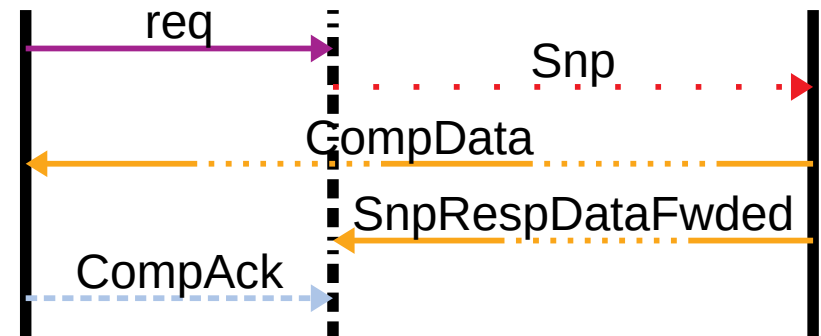 req
Snp
CompData
SnpRespDataFwded
CompAck